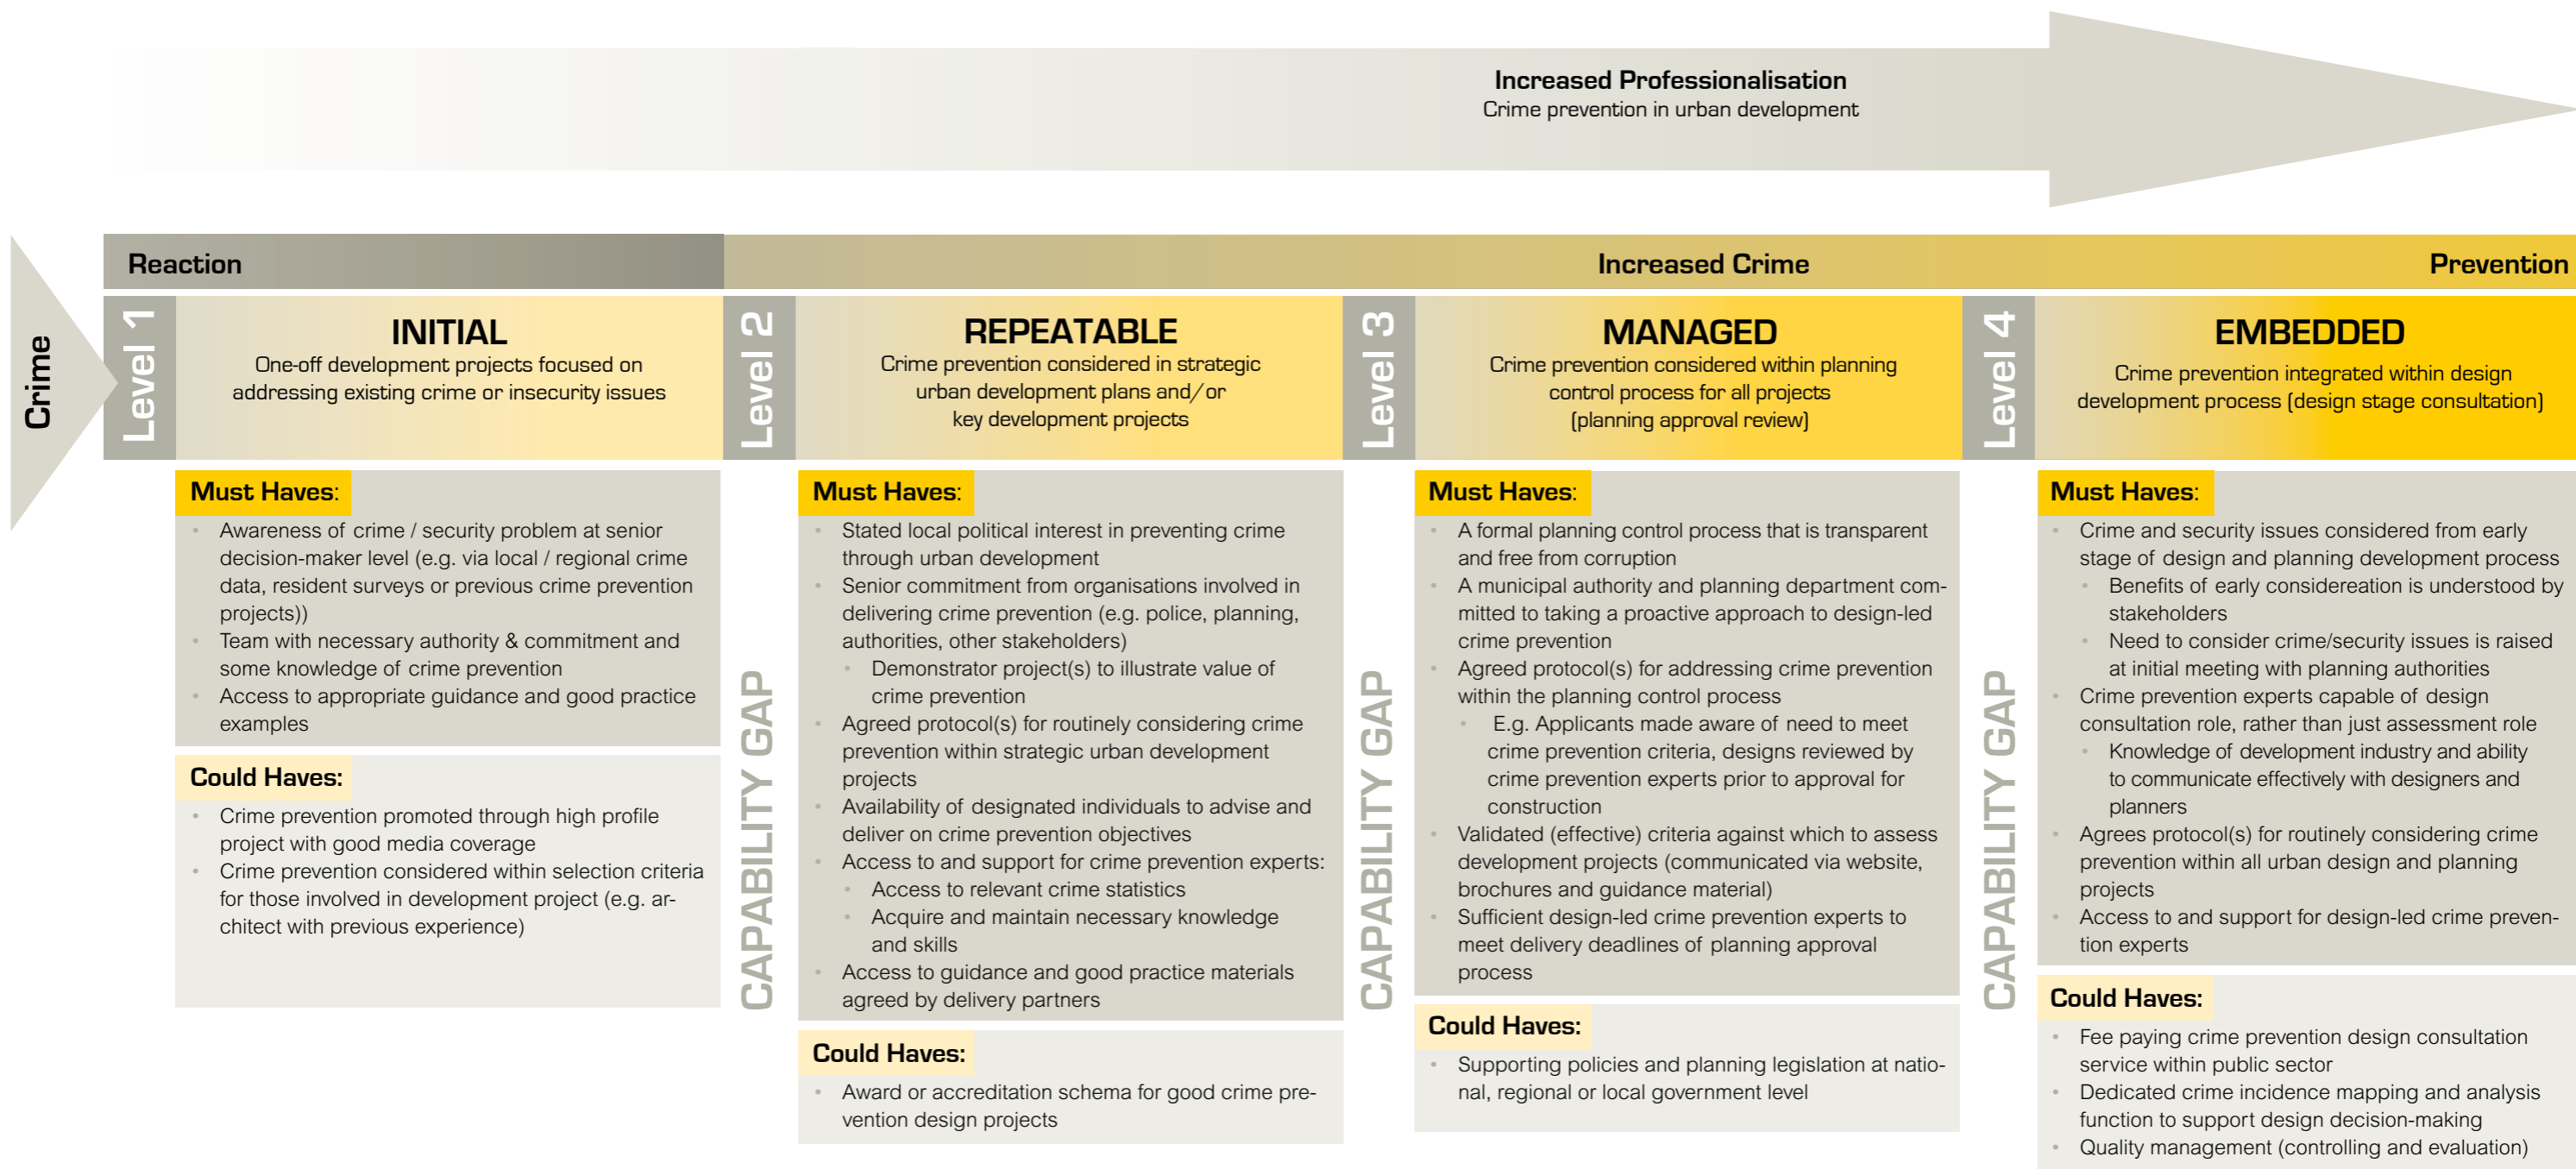 Increased Professionalisation
Crime prevention in urban development
Crime
Reaction
Increased Crime
Prevention
Level 1
INITIAL
One-off development projects focused on
addressing existing crime or insecurity issues
Must Haves:
• Awareness of crime / security problem at senior
decision-maker level (e.g. via local / regional crime
data, resident surveys or previous crime prevention
projects))
• Team with necessary authority & commitment and
some knowledge of crime prevention
• Access to appropriate guidance and good practice
examples
Could Haves:
• Crime prevention promoted through high profile
project with good media coverage
• Crime prevention considered within selection criteria
for those involved in development project (e.g. ar-
chitect with previous experience)
CAPABILITY GAP
Level 2
REPEATABLE
Crime prevention considered in strategic
urban development plans and/or
key development projects
Must Haves:
• Stated local political interest in preventing crime
through urban development
• Senior commitment from organisations involved in
delivering crime prevention (e.g. police, planning,
authorities, other stakeholders)
• Demonstrator project(s) to illustrate value of
crime prevention
• Agreed protocol(s) for routinely considering crime
prevention within strategic urban development
projects
• Availability of designated individuals to advise and
deliver on crime prevention objectives
• Access to and support for crime prevention experts:
• Access to relevant crime statistics
• Acquire and maintain necessary knowledge
and skills
• Access to guidance and good practice materials
agreed by delivery partners
Could Haves:
• Award or accreditation schema for good crime pre-
vention design projects
CAPABILITY GAP
Level 3
MANAGED
Crime prevention considered within planning
control process for all projects
(planning approval review)
Must Haves:
• A formal planning control process that is transparent
and free from corruption
• A municipal authority and planning department com-
mitted to taking a proactive approach to design-led
crime prevention
• Agreed protocol(s) for addressing crime prevention
within the planning control process
• E.g. Applicants made aware of need to meet
crime prevention criteria, designs reviewed by
crime prevention experts prior to approval for
construction
• Validated (effective) criteria against which to assess
development projects (communicated via website,
brochures and guidance material)
• Sufficient design-led crime prevention experts to
meet delivery deadlines of planning approval
process
Could Haves:
• Supporting policies and planning legislation at natio-
nal, regional or local government level
CAPABILITY GAP
Level 4
EMBEDDED
Crime prevention integrated within design
development process (design stage consultation)
Must Haves:
• Crime and security issues considered from early
stage of design and planning development process
• Benefits of early considereation is understood by
stakeholders
• Need to consider crime/security issues is raised
at initial meeting with planning authorities
• Crime prevention experts capable of design
consultation role, rather than just assessment role
• Knowledge of development industry and ability
to communicate effectively with designers and
planners
• Agrees protocol(s) for routinely considering crime
prevention within all urban design and planning
projects
• Access to and support for design-led crime preven-
tion experts
Could Haves:
• Fee paying crime prevention design consultation
service within public sector
• Dedicated crime incidence mapping and analysis
function to support design decision-making
• Quality management (controlling and evaluation)